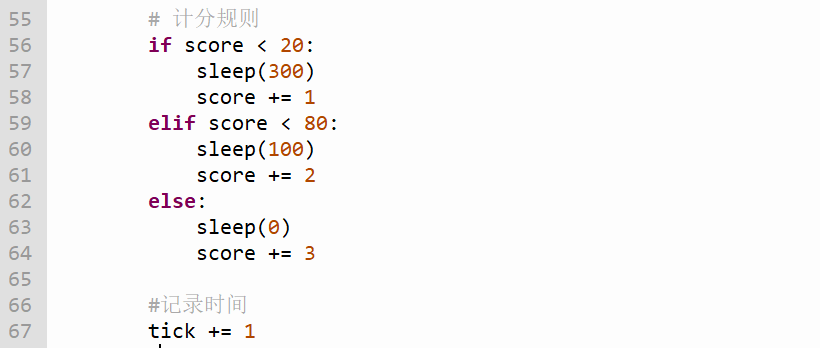 55 # 计分规则
56 if score < 20:
57 sleep(300)
58 score += 1
59 elif score < 80:
60 sleep(100)
61 score += 2
62 else:
63 sleep(0)
64 score += 3
65
66 #记录时间
67 tick += 1